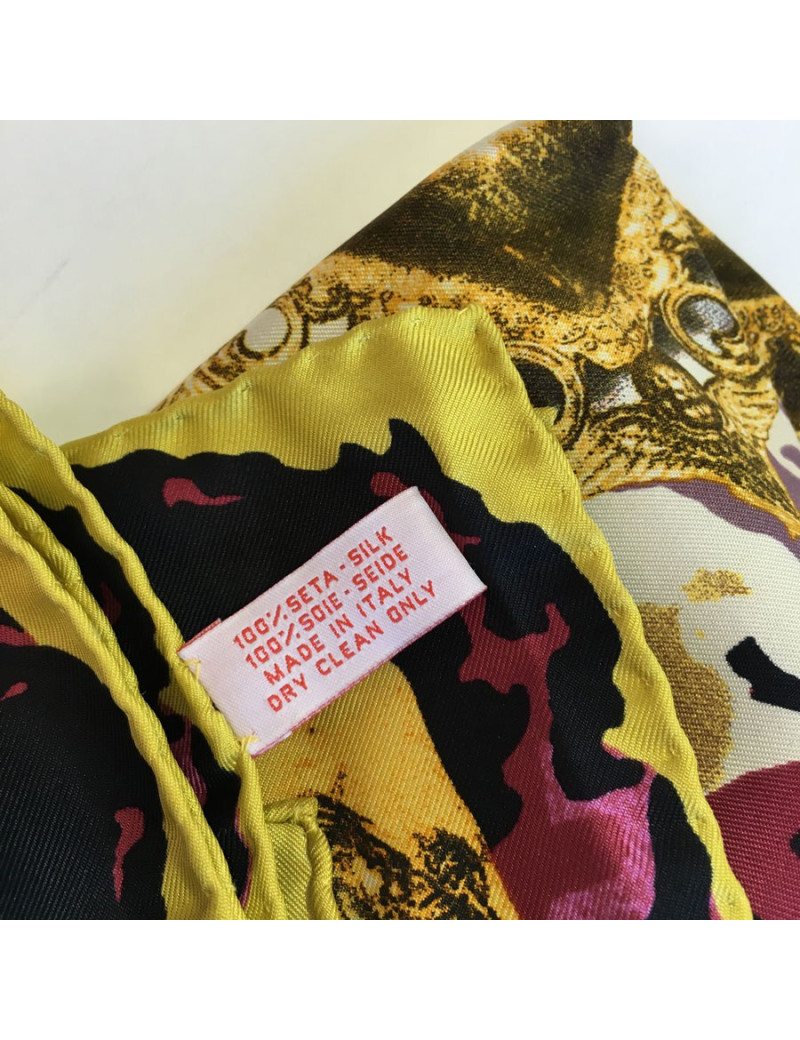 100% SETA - SILK
100% SOIE - SEIDE
MADE IN ITALY
DRY CLEAN ONLY